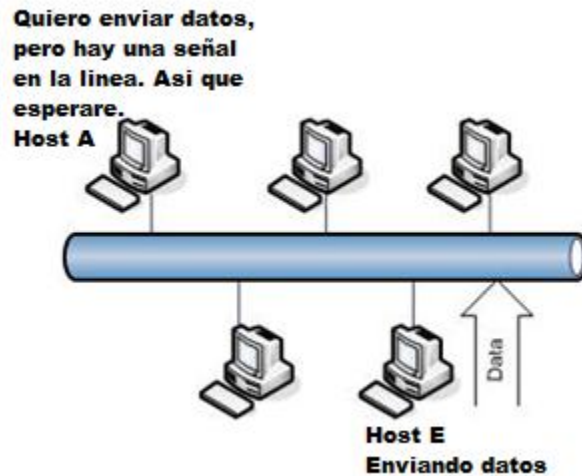 Quiero enviar datos,
pero hay una señal
en la linea. Asi que
esperare.
Host A
Data
Host E
Enviando datos